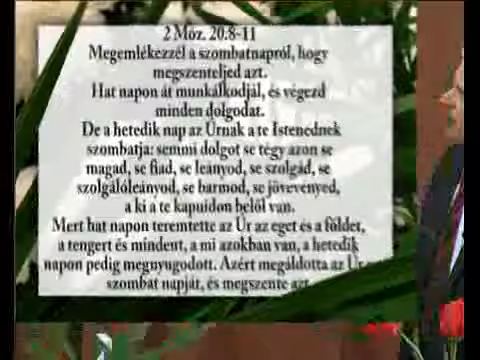 2 Móz. 20:8-11
Megemlékezzél a szombatnapról, hogy
megszenteljed azt.
Hat napon át munkálkodjál, és végezd
minden dolgodat.
De a hetedik nap az Úrnak a te Istenednek
szombatja: semmi dolgot se tégy azon se
magad, se fiad, se leányod, se szolgád, se
szolgálóleányod, se barmod, se jövevényed,
a ki a te kapuidon belől van.
Mert hat napon teremtette az Úr az eget és a földet,
a tengert és mindent, a mi azokban van, a hetedik
napon pedig megnyugodott. Azért megáldotta az Úr a
szombat napját, és megszente azt